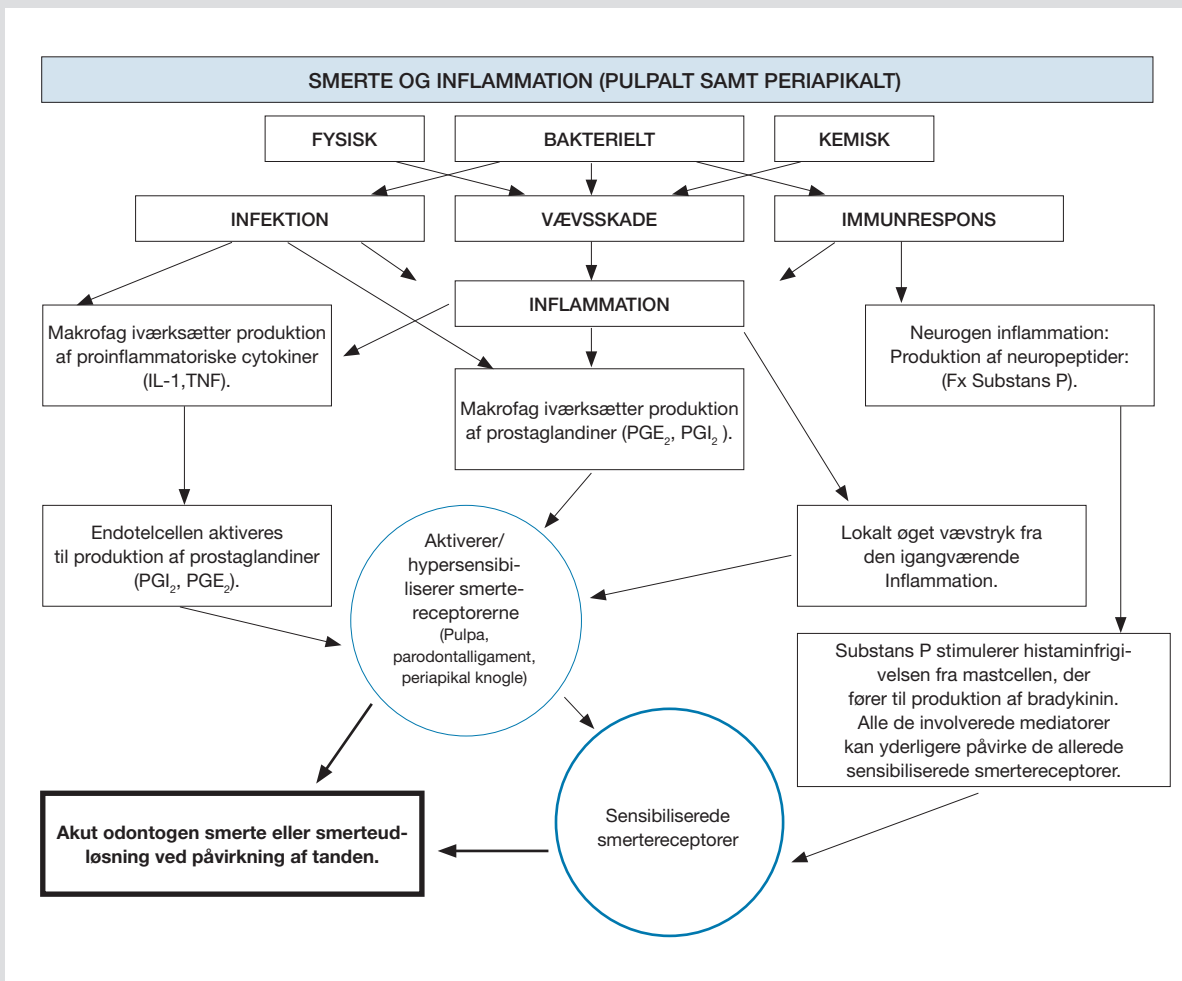 SMERTE OG INFLAMMATION (PULPALT SAMT PERIAPIKALT)
FYSISK
BAKTERIELT
KEMISK
INFEKTION
VÆVSSKADE
IMMUNRESPONS
INFLAMMATION
Makrofag iværksætter produktion
af proinflammatoriske cytokiner
(IL-1,TNF).
Neurogen inflammation:
Produktion af neuropeptider:
(Fx Substans P).
Makrofag iværksætter produktion
af prostaglandiner (PGE₂, PGI₂ ).
Endotelcellen aktiveres
til produktion af prostaglandiner
(PGI₂, PGE₂).
Aktiverer/
hypersensibi-
liserer smerte-
receptorerne
(Pulpa,
parodontalligament,
periapikal knogle)
Lokalt øget vævstryk fra
den igangværende
Inflammation.
Substans P stimulerer histaminfrigi-
velsen fra mastcellen, der
fører til produktion af bradykinin.
Alle de involverede mediatorer
kan yderligere påvirke de allerede
sensibiliserede smertereceptorer.
Akut odontogen smerte eller smerteud-
løsning ved påvirkning af tanden.
Sensibiliserede
smertereceptorer